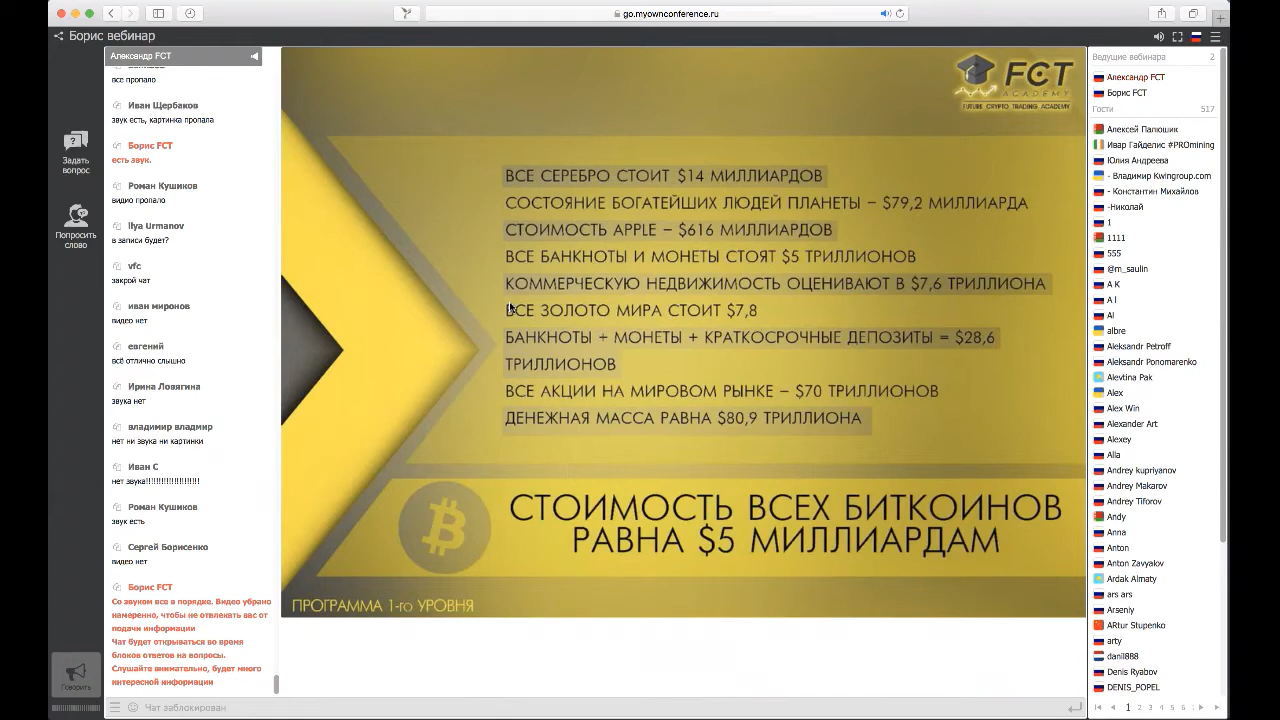 go.myownconference.ru
Борис вебинар
Александр FCT
все пропало
Иван Щербаков
звук есть, картинка пропала
Борис FCT
есть звук.
Роман Кушиков
видио пропало
Ilya Urmanov
в записи будет?
vfc
закрой чат
иван миронов
видео нет
евгений
всё отлично слышно
Ирина Ловягина
звука нет
владимир владмир
нет ни звука ни картинки
Иван С
нет звука!!!!!!!!!!!!!!!!!!!!!
Роман Кушиков
звук есть
Сергей Борисенко
видео нет
Борис FCT
Со звуком все в порядке. Видео убрано
намеренно, чтобы не отвлекать вас от
подачи информации
Чат будет открываться во время
блоков ответов на вопросы.
Слушайте внимательно, будет много
интересной информации
Чат заблокирован
Задать
вопрос
Попросить
слово
Говорить
FCT
ACADEMY
FUTURE CRYPTO TRADING ACADEMY
ВСЕ СЕРЕБРО СТОИТ $14 МИЛЛИАРДОВ
СОСТОЯНИЕ БОГАТЕЙШИХ ЛЮДЕЙ ПЛАНЕТЫ – $79,2 МИЛЛИАРДА
СТОИМОСТЬ APPLE – $616 МИЛЛИАРДОВ
ВСЕ БАНКНОТЫ И МОНЕТЫ СТОЯТ $5 ТРИЛЛИОНОВ
КОММЕРЧЕСКУЮ НЕДВИЖИМОСТЬ ОЦЕНИВАЮТ В $7,6 ТРИЛЛИОНА
ВСЕ ЗОЛОТО МИРА СТОИТ $7,8
БАНКНОТЫ + МОНЕТЫ + КРАТКОСРОЧНЫЕ ДЕПОЗИТЫ = $28,6
ТРИЛЛИОНОВ
ВСЕ АКЦИИ НА МИРОВОМ РЫНКЕ – $70 ТРИЛЛИОНОВ
ДЕНЕЖНАЯ МАССА РАВНА $80,9 ТРИЛЛИОНА
СТОИМОСТЬ ВСЕХ БИТКОИНОВ
РАВНА $5 МИЛЛИАРДАМ
ПРОГРАММА 1-го УРОВНЯ
Ведущие вебинара 2
Александр FCT
Борис FCT
Гости 517
Алексей Палюшик
Ивар Гайделис #PROmining
Юлия Андреева
- Владимир Kwingroup.com
- Константин Михайлов
-Николай
1
1111
555
@m_saulin
A K
A l
Al
albre
Aleksandr Petroff
Aleksandr Ponomarenko
Alevtina Pak
Alex
Alex Win
Alexander Art
Alexey
Alla
Andrey kupriyanov
Andrey Makarov
Andrey Tiforov
Andy
Anna
Anton
Anton Zavyalov
Ardak Almaty
ars ars
Arseniy
ARtur Stupenko
arty
danil888
Denis Ryabov
DENIS_POPEL
1 2 3 4 5 6